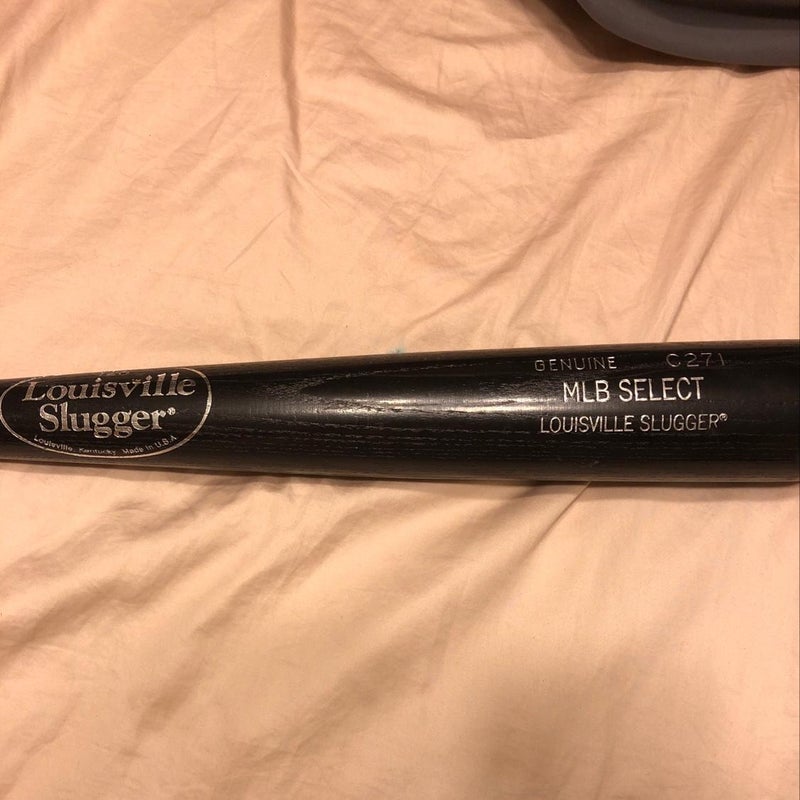 Louisville
Slugger®
Louisville, Kentucky Made in U.S.A
GENUINE C271
MLB SELECT
LOUISVILLE SLUGGER®